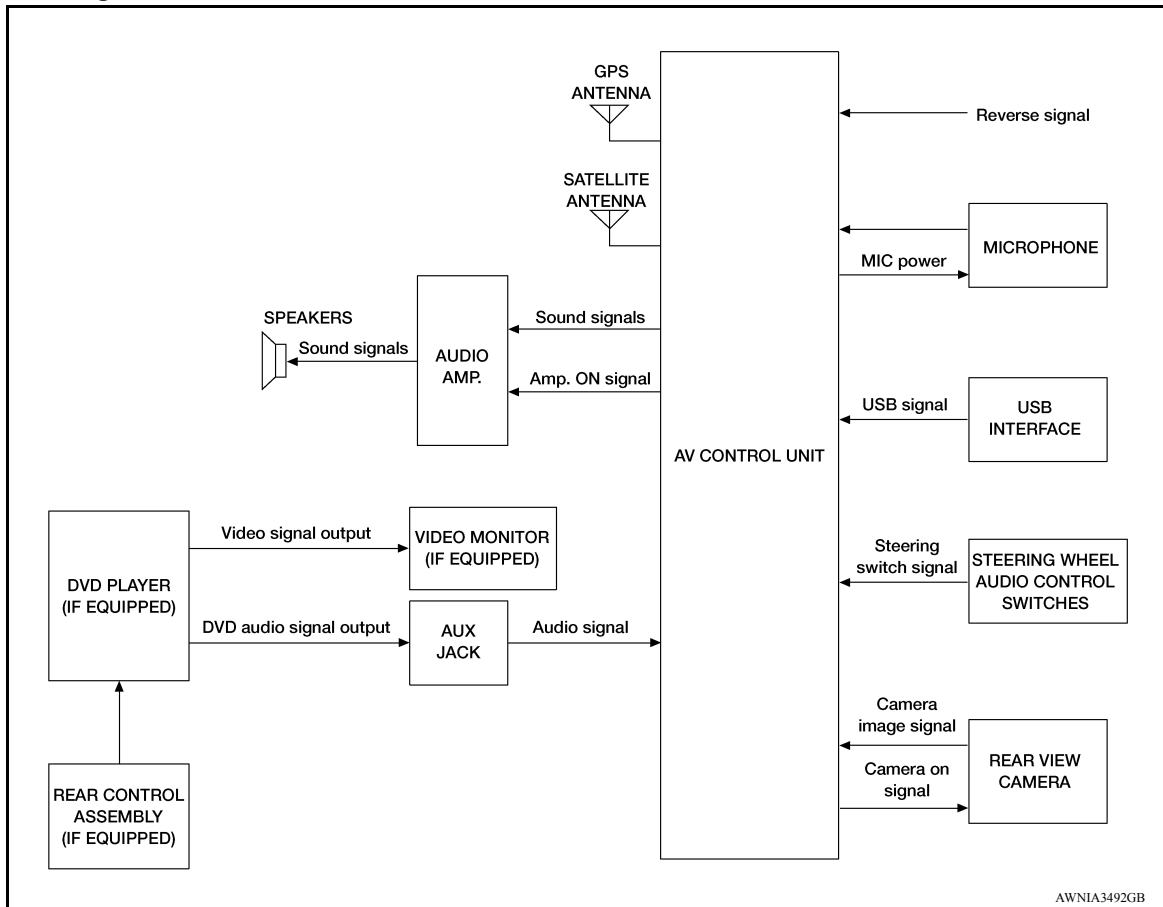 GPS
ANTENNA
Reverse signal
SATELLITE
ANTENNA
MICROPHONE
MIC power
SPEAKERS
Sound signals
Sound signals
AUDIO
AMP.
Amp. ON signal
USB signal
USB
INTERFACE
AV CONTROL UNIT
Video signal output
VIDEO MONITOR
(IF EQUIPPED)
Steering
switch signal
STEERING WHEEL
AUDIO CONTROL
SWITCHES
DVD PLAYER
(IF EQUIPPED)
DVD audio signal output
AUX
JACK
Audio signal
Camera
image signal
REAR VIEW
CAMERA
Camera on
signal
REAR CONTROL
ASSEMBLY
(IF EQUIPPED)
AWNIA3492GB